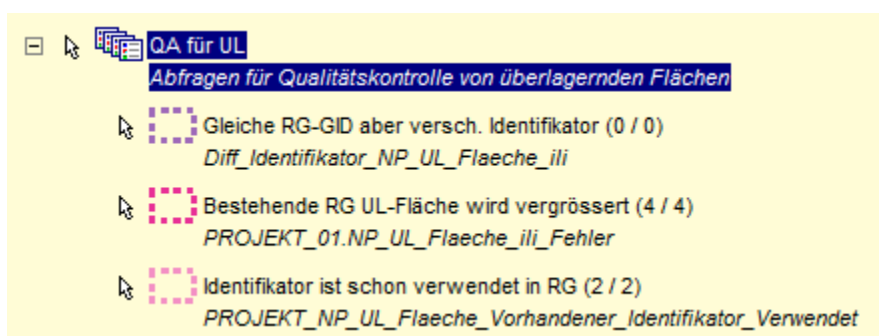 QA für UL
Abfragen für Qualitätskontrolle von überlagernden Flächen
Gleiche RG-GID aber versch. Identifikator (0 / 0)
Diff_Identifikator_NP_UL_Flaeche_ili
Bestehende RG UL-Fläche wird vergrössert (4 / 4)
PROJEKT_01.NP_UL_Flaeche_ili_Fehler
Identifikator ist schon verwendet in RG (2 / 2)
PROJEKT_NP_UL_Flaeche_Vorhandener_Identifikator_Verwendet